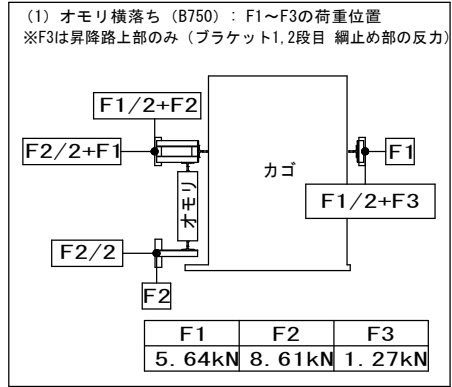 (1) オモリ横落ち (B750) : F1～F3の荷重位置
※F3は昇降路上部のみ (ブラケット1,2段目 綱止め部の反力)
F1/2+F2
F2/2+F1
カゴ
F1
オモリ
F1/2+F3
F2/2
F2
F1 F2 F3
5.64kN 8.61kN 1.27kN